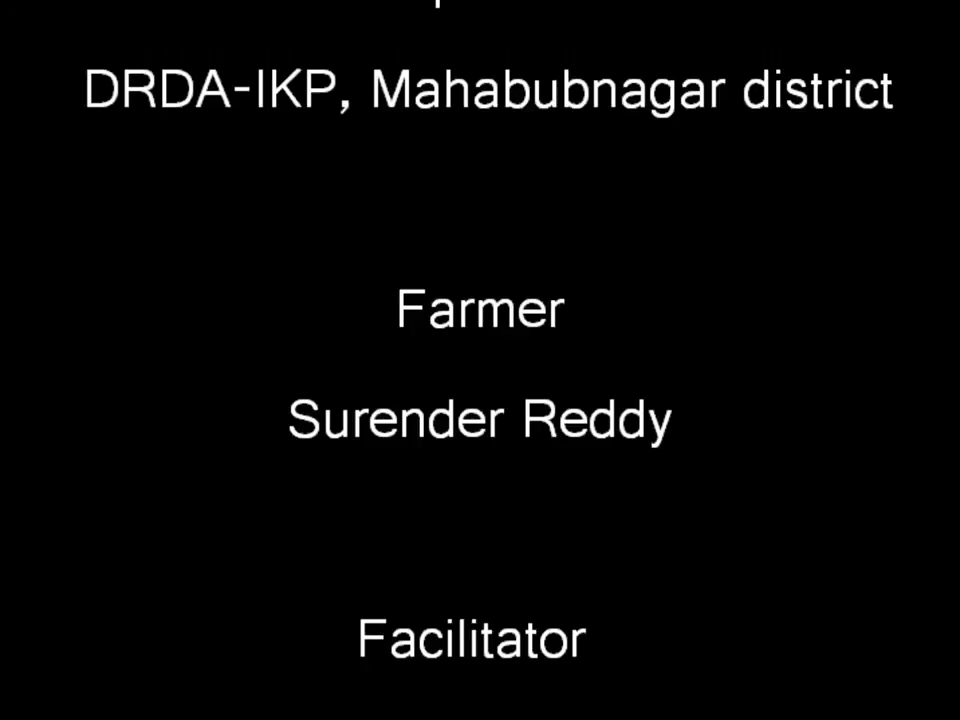 DRDA-IKP, Mahabubnagar district
Farmer
Surender Reddy
Facilitator